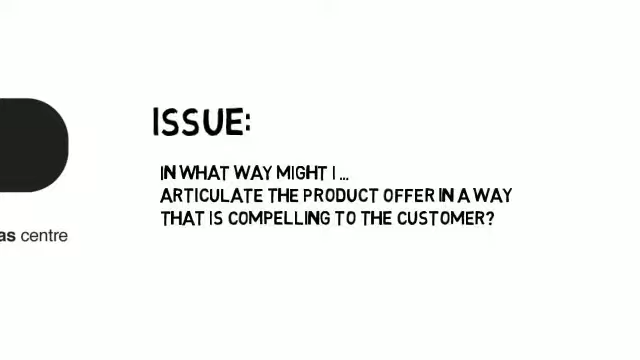 ISSUE:
IN WHAT WAY MIGHT I ...
ARTICULATE THE PRODUCT OFFER IN A WAY
THAT IS COMPELLING TO THE CUSTOMER?
as centre